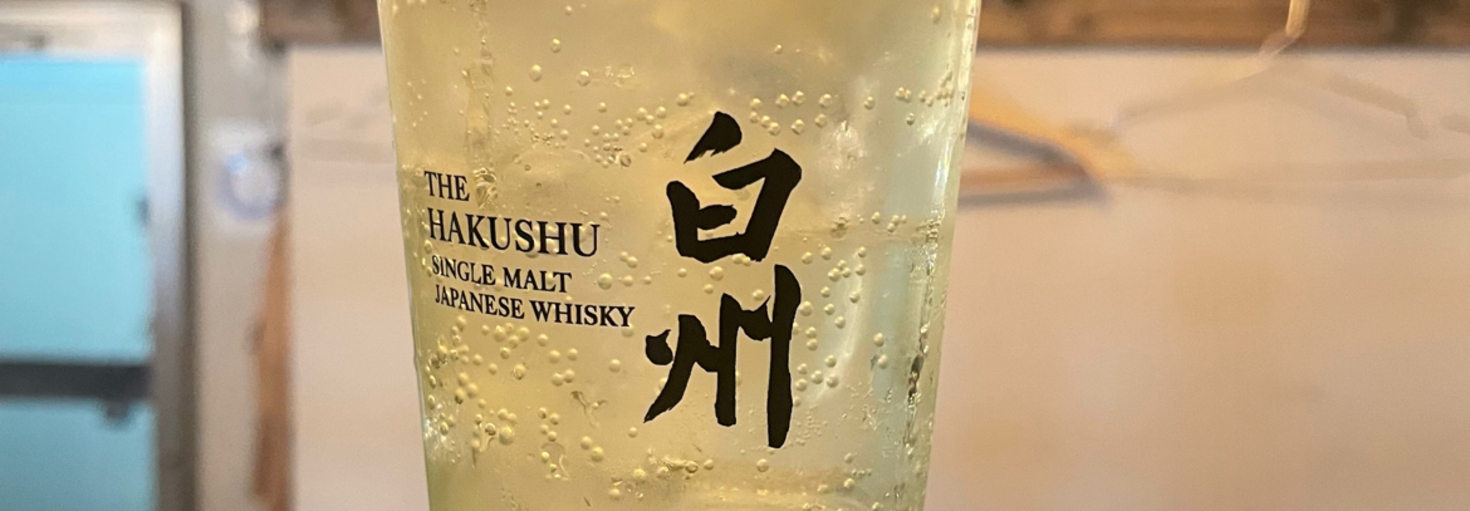 THE
HAKUSHU
SINGLE MALT
JAPANESE WHISKY
白州